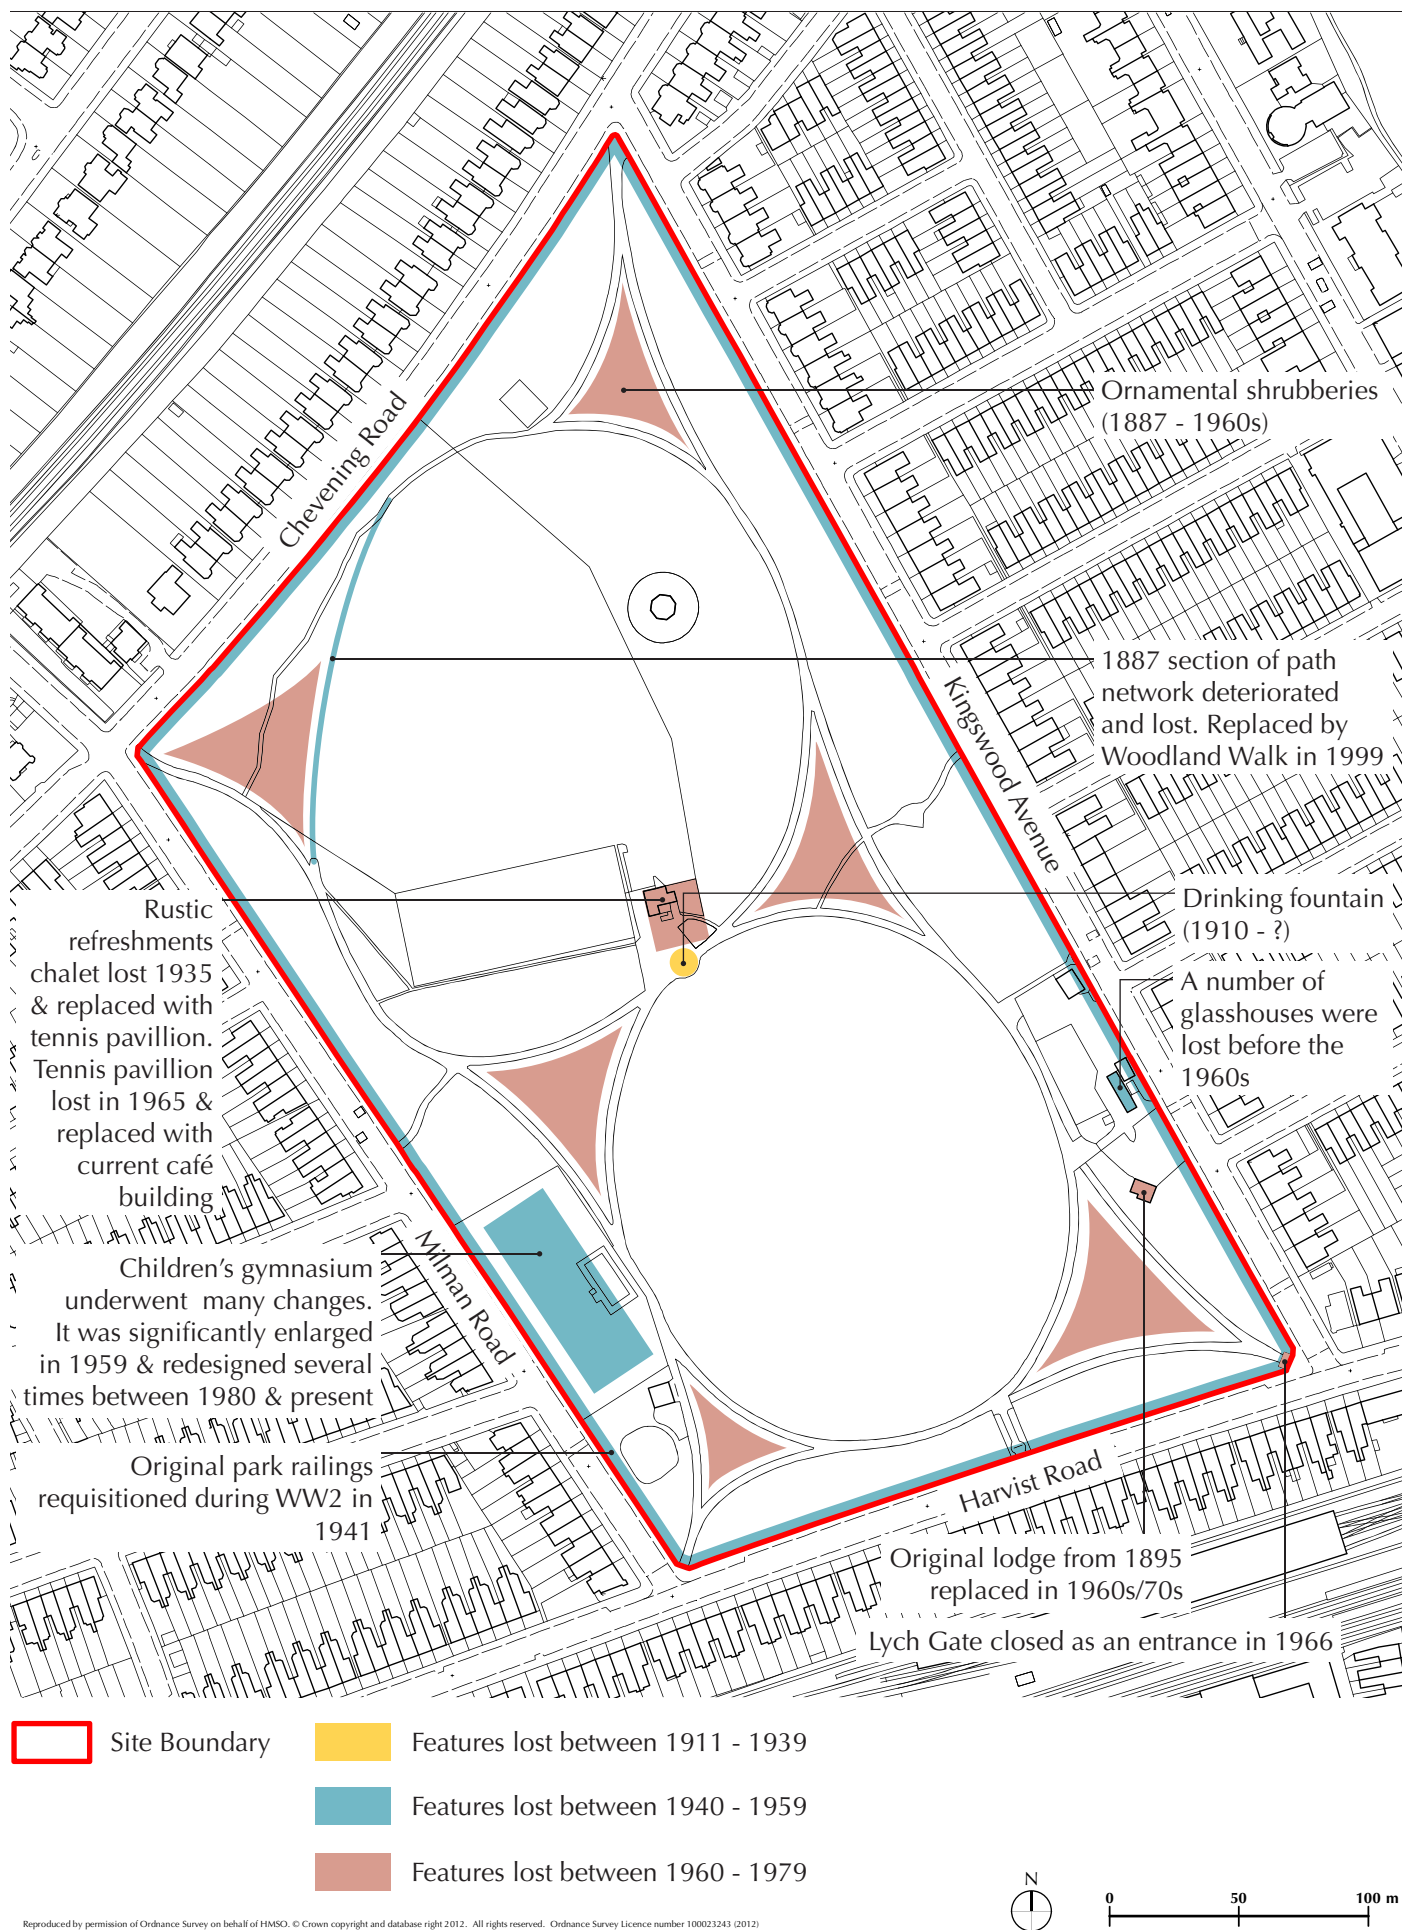 Chevening Road
Ornamental shrubberies
(1887 - 1960s)
1887 section of path
network deteriorated
and lost. Replaced by
Woodland Walk in 1999
Kingswood Avenue
Drinking fountain
(1910 - ?)
A number of
glasshouses were
lost before the
1960s
Rustic
refreshments
chalet lost 1935
& replaced with
tennis pavillion.
Tennis pavillion
lost in 1965 &
replaced with
current café
building
Milman Road
Children's gymnasium
underwent many changes.
It was significantly enlarged
in 1959 & redesigned several
times between 1980 & present
Original park railings
requisitioned during WW2 in
1941
Harvist Road
Original lodge from 1895
replaced in 1960s/70s
Lych Gate closed as an entrance in 1966
Site Boundary
Features lost between 1911 - 1939
Features lost between 1940 - 1959
Features lost between 1960 - 1979
N
0 50 100 m
Reproduced by permission of Ordnance Survey on behalf of HMSO. © Crown copyright and database right 2012. All rights reserved. Ordnance Survey Licence number 100023243 (2012)